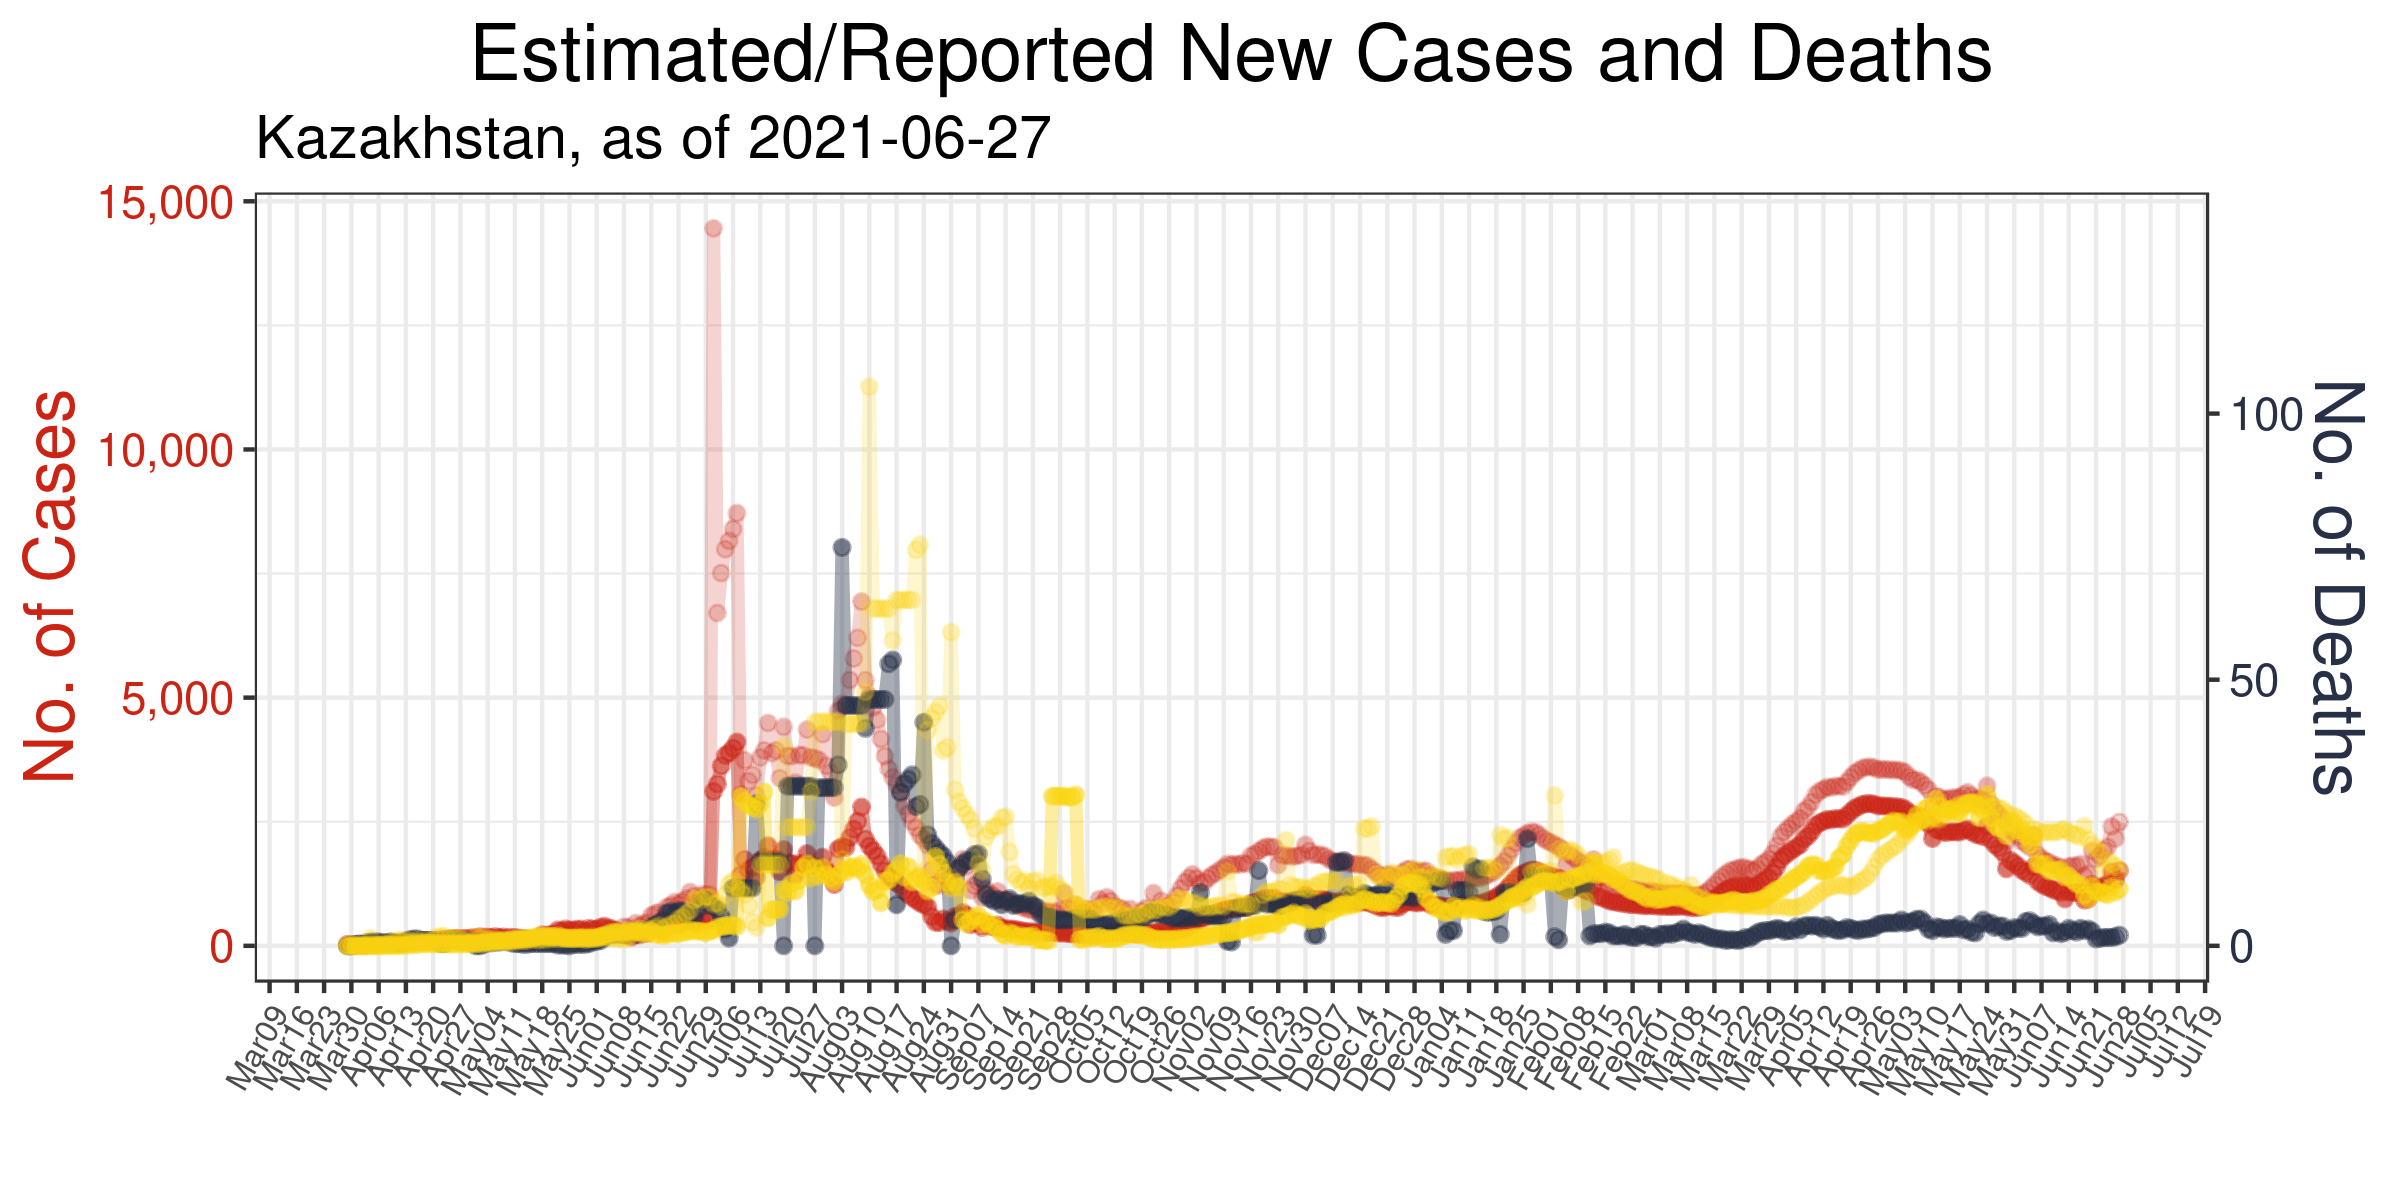 Estimated/Reported New Cases and Deaths
Kazakhstan, as of 2021-06-27
No. of Cases
15,000
10,000
5,000
0
100
50
0
No. of Deaths
Mar09
Mar16
Mar23
Mar30
Apr06
Apr13
Apr20
Apr27
May04
May11
May18
May25
Jun01
Jun08
Jun15
Jun22
Jun29
Jul06
Jul13
Jul20
Jul27
Aug03
Aug10
Aug17
Aug24
Aug31
Sep07
Sep14
Sep21
Sep28
Oct05
Oct12
Oct19
Oct26
Nov02
Nov09
Nov16
Nov23
Nov30
Dec07
Dec14
Dec21
Dec28
Jan04
Jan11
Jan18
Jan25
Feb01
Feb08
Feb15
Feb22
Mar01
Mar08
Mar15
Mar22
Mar29
Apr05
Apr12
Apr19
Apr26
May03
May10
May17
May24
May31
Jun07
Jun14
Jun21
Jun28
Jul05
Jul12
Jul19